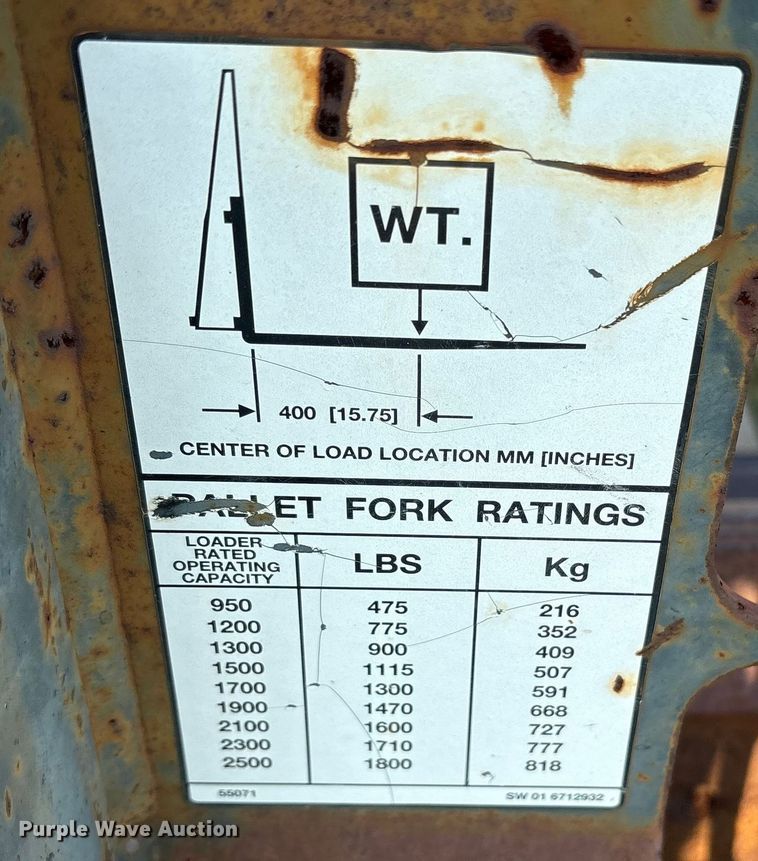 WT.
400 [15.75]
CENTER OF LOAD LOCATION MM [INCHES]
PALLET FORK RATINGS
LOADER RATED OPERATING CAPACITY LBS Kg
950 475 216
1200 775 352
1300 900 409
1500 1115 507
1700 1300 591
1900 1470 668
2100 1600 727
2300 1710 777
2500 1800 818
55071 SW 01 6712932
Purple Wave Auction